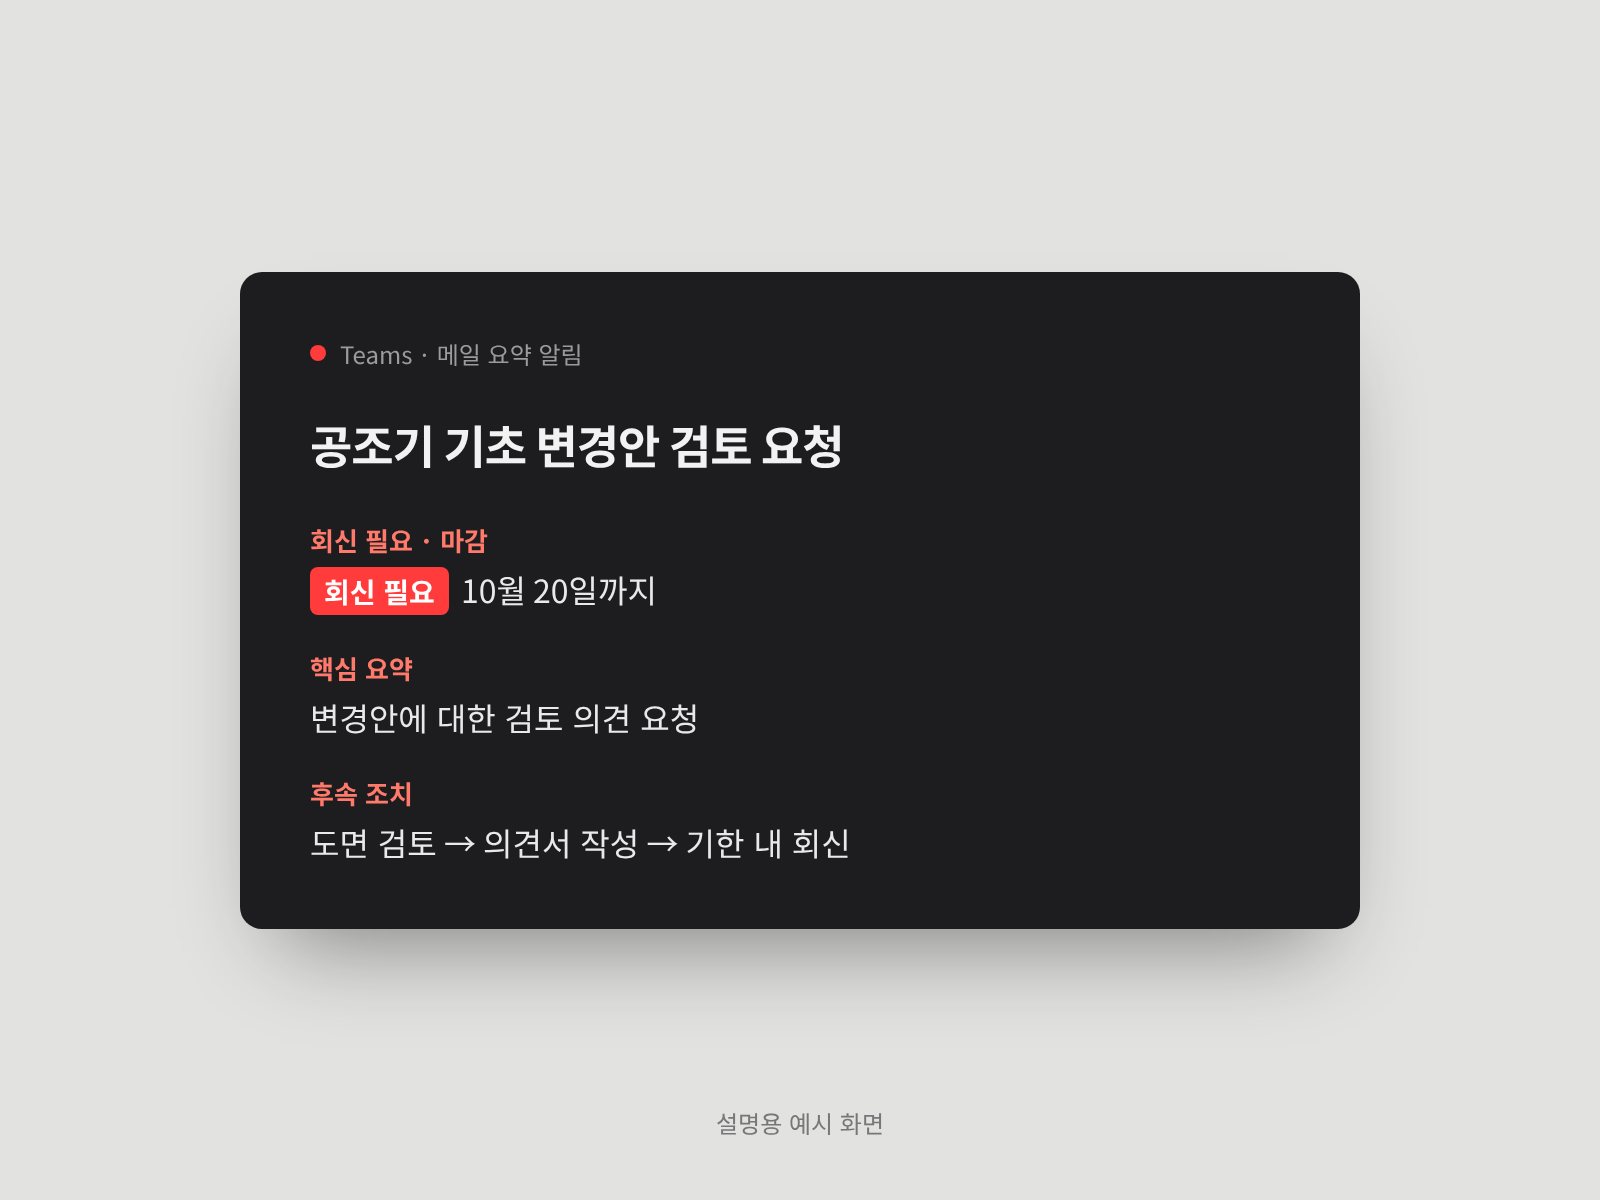 Teams · 메일 요약 알림
공조기 기초 변경안 검토 요청
회신 필요 · 마감
회신 필요 10월 20일까지
핵심 요약
변경안에 대한 검토 의견 요청
후속 조치
도면 검토 → 의견서 작성 → 기한 내 회신
설명용 예시 화면